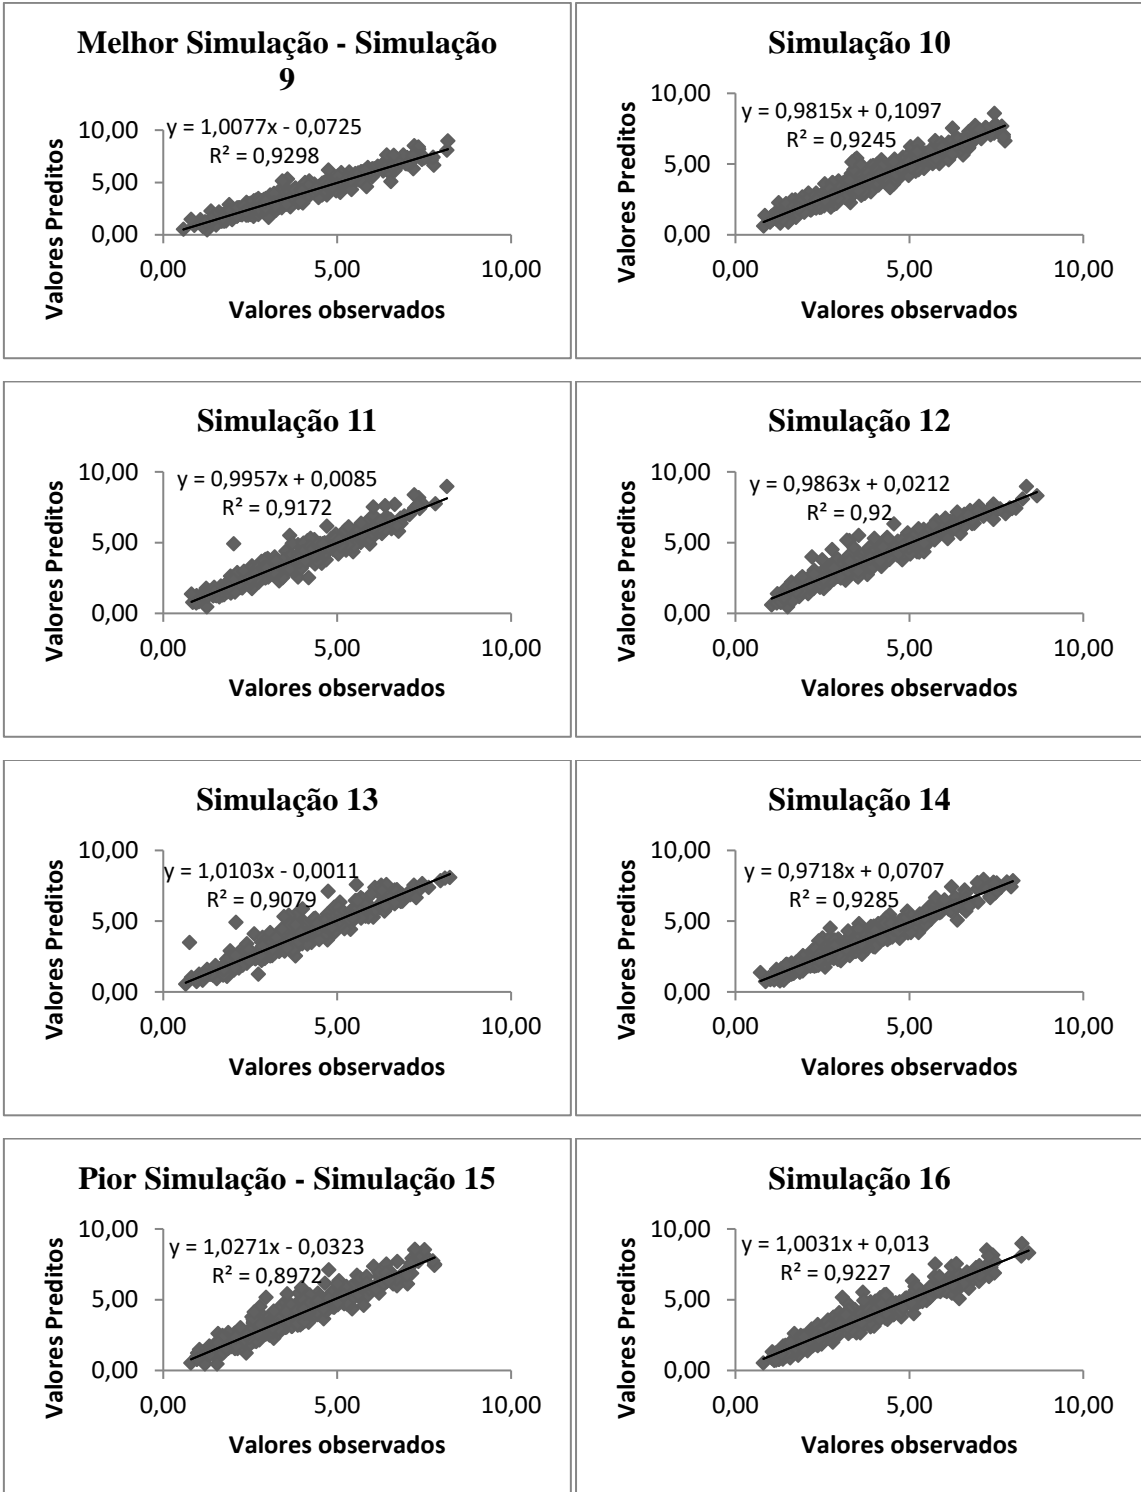 Melhor Simulação - Simulação
9
y = 1,0077x - 0,0725
R² = 0,9298
10,00
5,00
0,00
0,00 5,00 10,00
Valores Preditos
Valores observados
Simulação 10
y = 0,9815x + 0,1097
R² = 0,9245
10,00
5,00
0,00
0,00 5,00 10,00
Valores Preditos
Valores observados
Simulação 11
y = 0,9957x + 0,0085
R² = 0,9172
10,00
5,00
0,00
0,00 5,00 10,00
Valores Preditos
Valores observados
Simulação 12
y = 0,9863x + 0,0212
R² = 0,92
10,00
5,00
0,00
0,00 5,00 10,00
Valores Preditos
Valores observados
Simulação 13
y = 1,0103x - 0,0011
R² = 0,9079
10,00
5,00
0,00
0,00 5,00 10,00
Valores Preditos
Valores observados
Simulação 14
y = 0,9718x + 0,0707
R² = 0,9285
10,00
5,00
0,00
0,00 5,00 10,00
Valores Preditos
Valores observados
Pior Simulação - Simulação 15
y = 1,0271x - 0,0323
R² = 0,8972
10,00
5,00
0,00
0,00 5,00 10,00
Valores Preditos
Valores observados
Simulação 16
y = 1,0031x + 0,013
R² = 0,9227
10,00
5,00
0,00
0,00 5,00 10,00
Valores Preditos
Valores observados